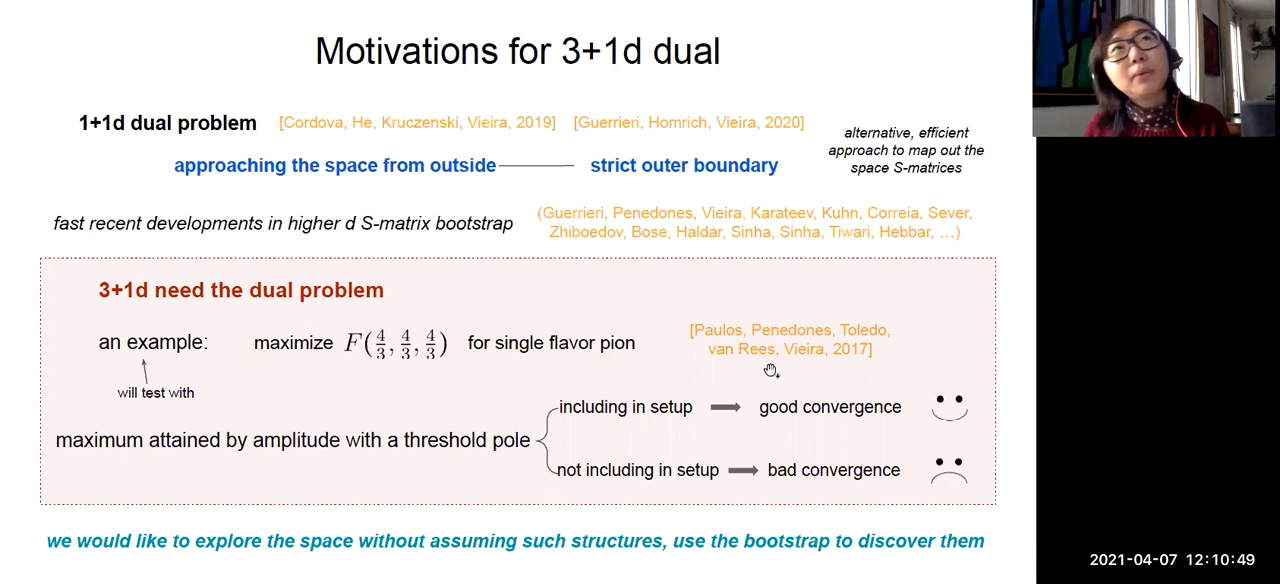 Motivations for 3+1d dual
1+1d dual problem [Cordova, He, Kruczenski, Vieira, 2019] [Guerrieri, Homrich, Vieira, 2020]
approaching the space from outside strict outer boundary
alternative, efficient
approach to map out the
space S-matrices
fast recent developments in higher d S-matrix bootstrap
(Guerrieri, Penedones, Vieira, Karateev, Kuhn, Correia, Sever,
Zhiboedov, Bose, Haldar, Sinha, Sinha, Tiwari, Hebbar, …)
3+1d need the dual problem
an example: maximize F(4/3, 4/3, 4/3) for single flavor pion
[Paulos, Penedones, Toledo,
van Rees, Vieira, 2017]
will test with
including in setup good convergence
maximum attained by amplitude with a threshold pole
not including in setup bad convergence
we would like to explore the space without assuming such structures, use the bootstrap to discover them
2021-04-07 12:10:49